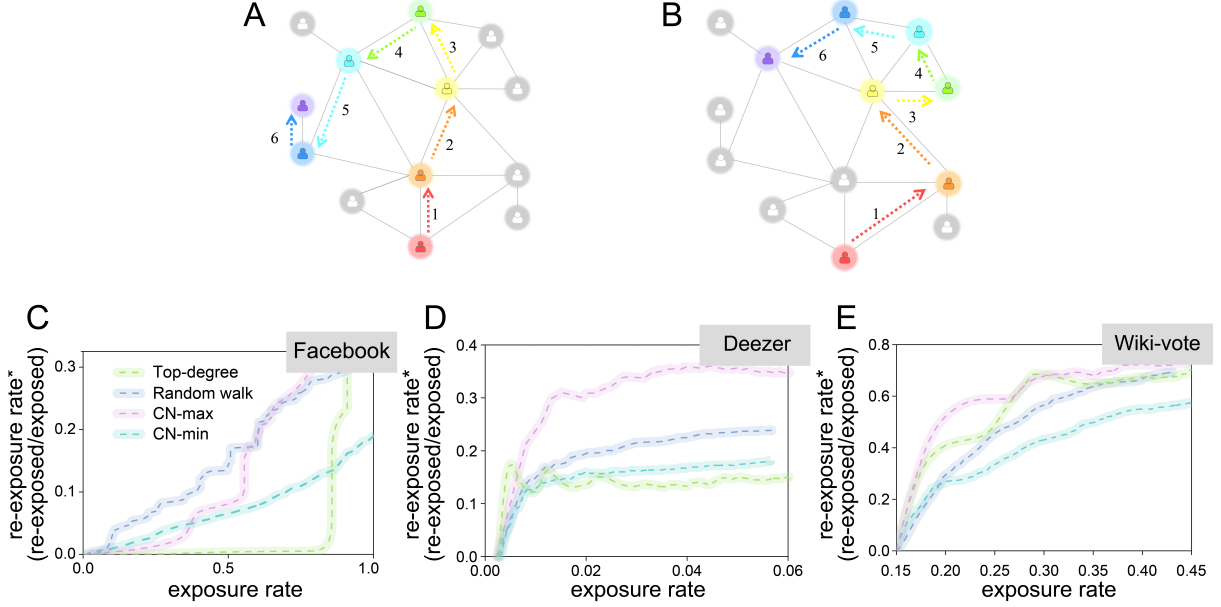 A
B
4
3
5
6
2
1
5
6
4
3
2
1
C
Facebook
re-exposure rate*
(re-exposed/exposed)
0.3
0.2
0.1
0.0
Top-degree
Random walk
CN-max
CN-min
0.0
0.5
1.0
exposure rate
D
Deezer
re-exposure rate*
(re-exposed/exposed)
0.4
0.3
0.2
0.1
0.0
0.00
0.02
0.04
0.06
exposure rate
E
Wiki-vote
re-exposure rate*
(re-exposed/exposed)
0.8
0.6
0.4
0.2
0.0
0.15
0.20
0.25
0.30
0.35
0.40
0.45
exposure rate